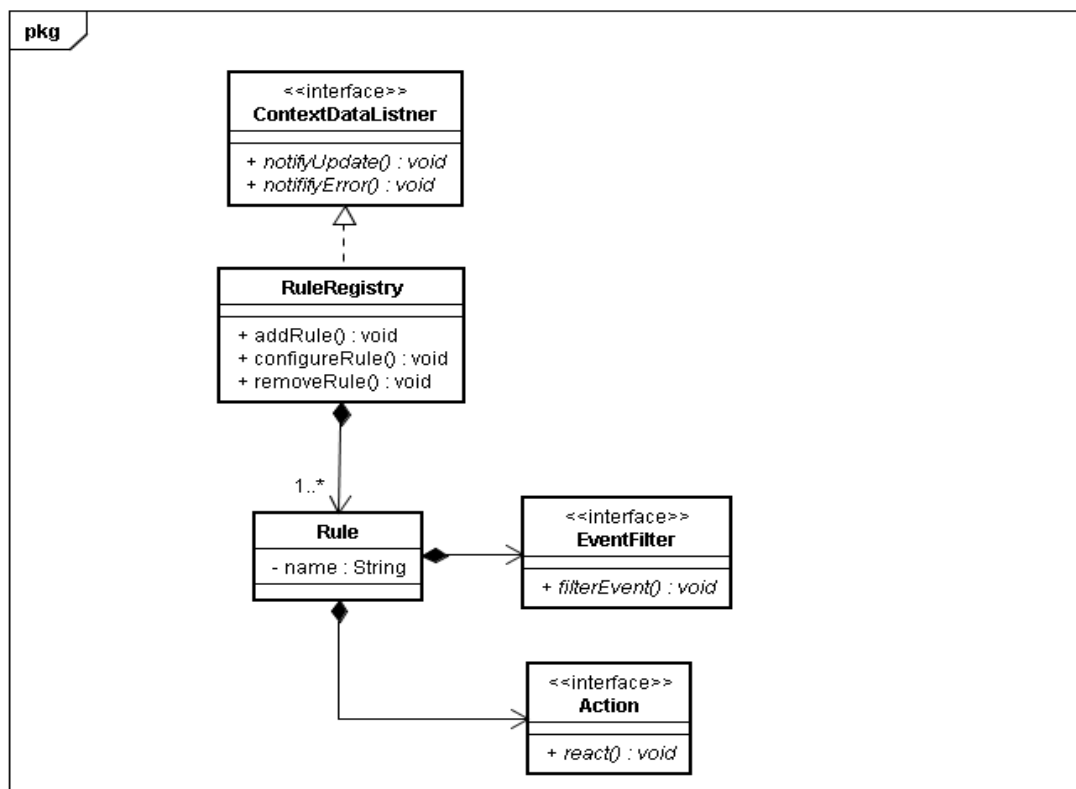 pkg
<<interface>>
ContextDataListner
+ notifyUpdate() : void
+ notififyError() : void
RuleRegistry
+ addRule() : void
+ configureRule() : void
+ removeRule() : void
1..*
Rule
- name : String
<<interface>>
EventFilter
+ filterEvent() : void
<<interface>>
Action
+ react() : void